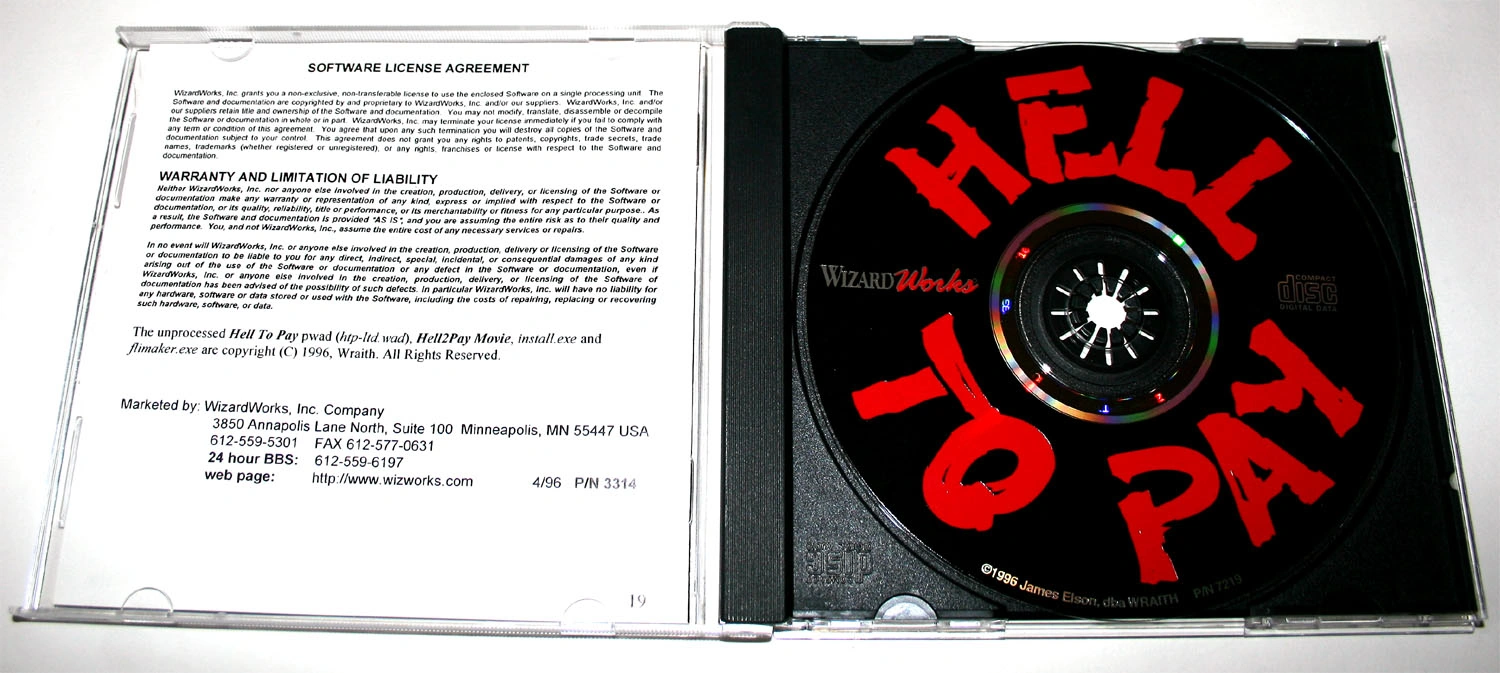 SOFTWARE LICENSE AGREEMENT
WizardWorks, Inc. grants you a non-exclusive, non-transferable license to use the enclosed Software on a single processing unit. The
Software and documentation are copyrighted by and proprietary to WizardWorks, Inc. and/or our suppliers. WizardWorks, Inc. and/or
our suppliers retain title and ownership of the Software and documentation. You may not modify, translate, disassemble or decompile
the Software or documentation in whole or in part. WizardWorks, Inc. may terminate your license immediately if you fail to comply with
any term or condition of this agreement. You agree that upon any such termination you will destroy all copies of the Software and
documentation subject to your control. This agreement does not grant you any rights to patents, copyrights, trade secrets, trade
names, trademarks (whether registered or unregistered), or any rights, franchises or license with respect to the Software and
documentation.
WARRANTY AND LIMITATION OF LIABILITY
Neither WizardWorks, Inc. nor anyone else involved in the creation, production, delivery, or licensing of the Software or
documentation make any warranty or representation of any kind, express or implied with respect to the Software or
documentation, or its quality, reliability, title or performance, or its merchantability or fitness for any particular purpose.. As
a result, the Software and documentation is provided "AS IS", and you are assuming the entire risk as to their quality and
performance. You, and not WizardWorks, Inc., assume the entire cost of any necessary services or repairs.
In no event will WizardWorks, Inc. or anyone else involved in the creation, production, delivery or licensing of the Software
or documentation to be liable to you for any direct, indirect, special, incidental, or consequential damages of any kind
arising out of the use of the Software or documentation or any defect in the Software or documentation, even if
WizardWorks, Inc. or anyone else involved in the creation, production, delivery, or licensing of the Software of
documentation has been advised of the possibility of such defects. In particular WizardWorks, Inc. will have no liability for
any hardware, software or data stored or used with the Software, including the costs of repairing, replacing or recovering
such hardware, software, or data.
The unprocessed Hell To Pay pwad (htp-ltd.wad), Hell2Pay Movie, install.exe and
flimaker.exe are copyright (C) 1996, Wraith. All Rights Reserved.
Marketed by: WizardWorks, Inc. Company
3850 Annapolis Lane North, Suite 100 Minneapolis, MN 55447 USA
612-559-5301 FAX 612-577-0631
24 hour BBS: 612-559-6197
web page: http://www.wizworks.com 4/96 P/N 3314
19
HELL
WIZARDWorks
COMPACT
disc
DIGITAL DATA
TO
PAY
©1996 James Elson, dba WRAITH P/N 7219